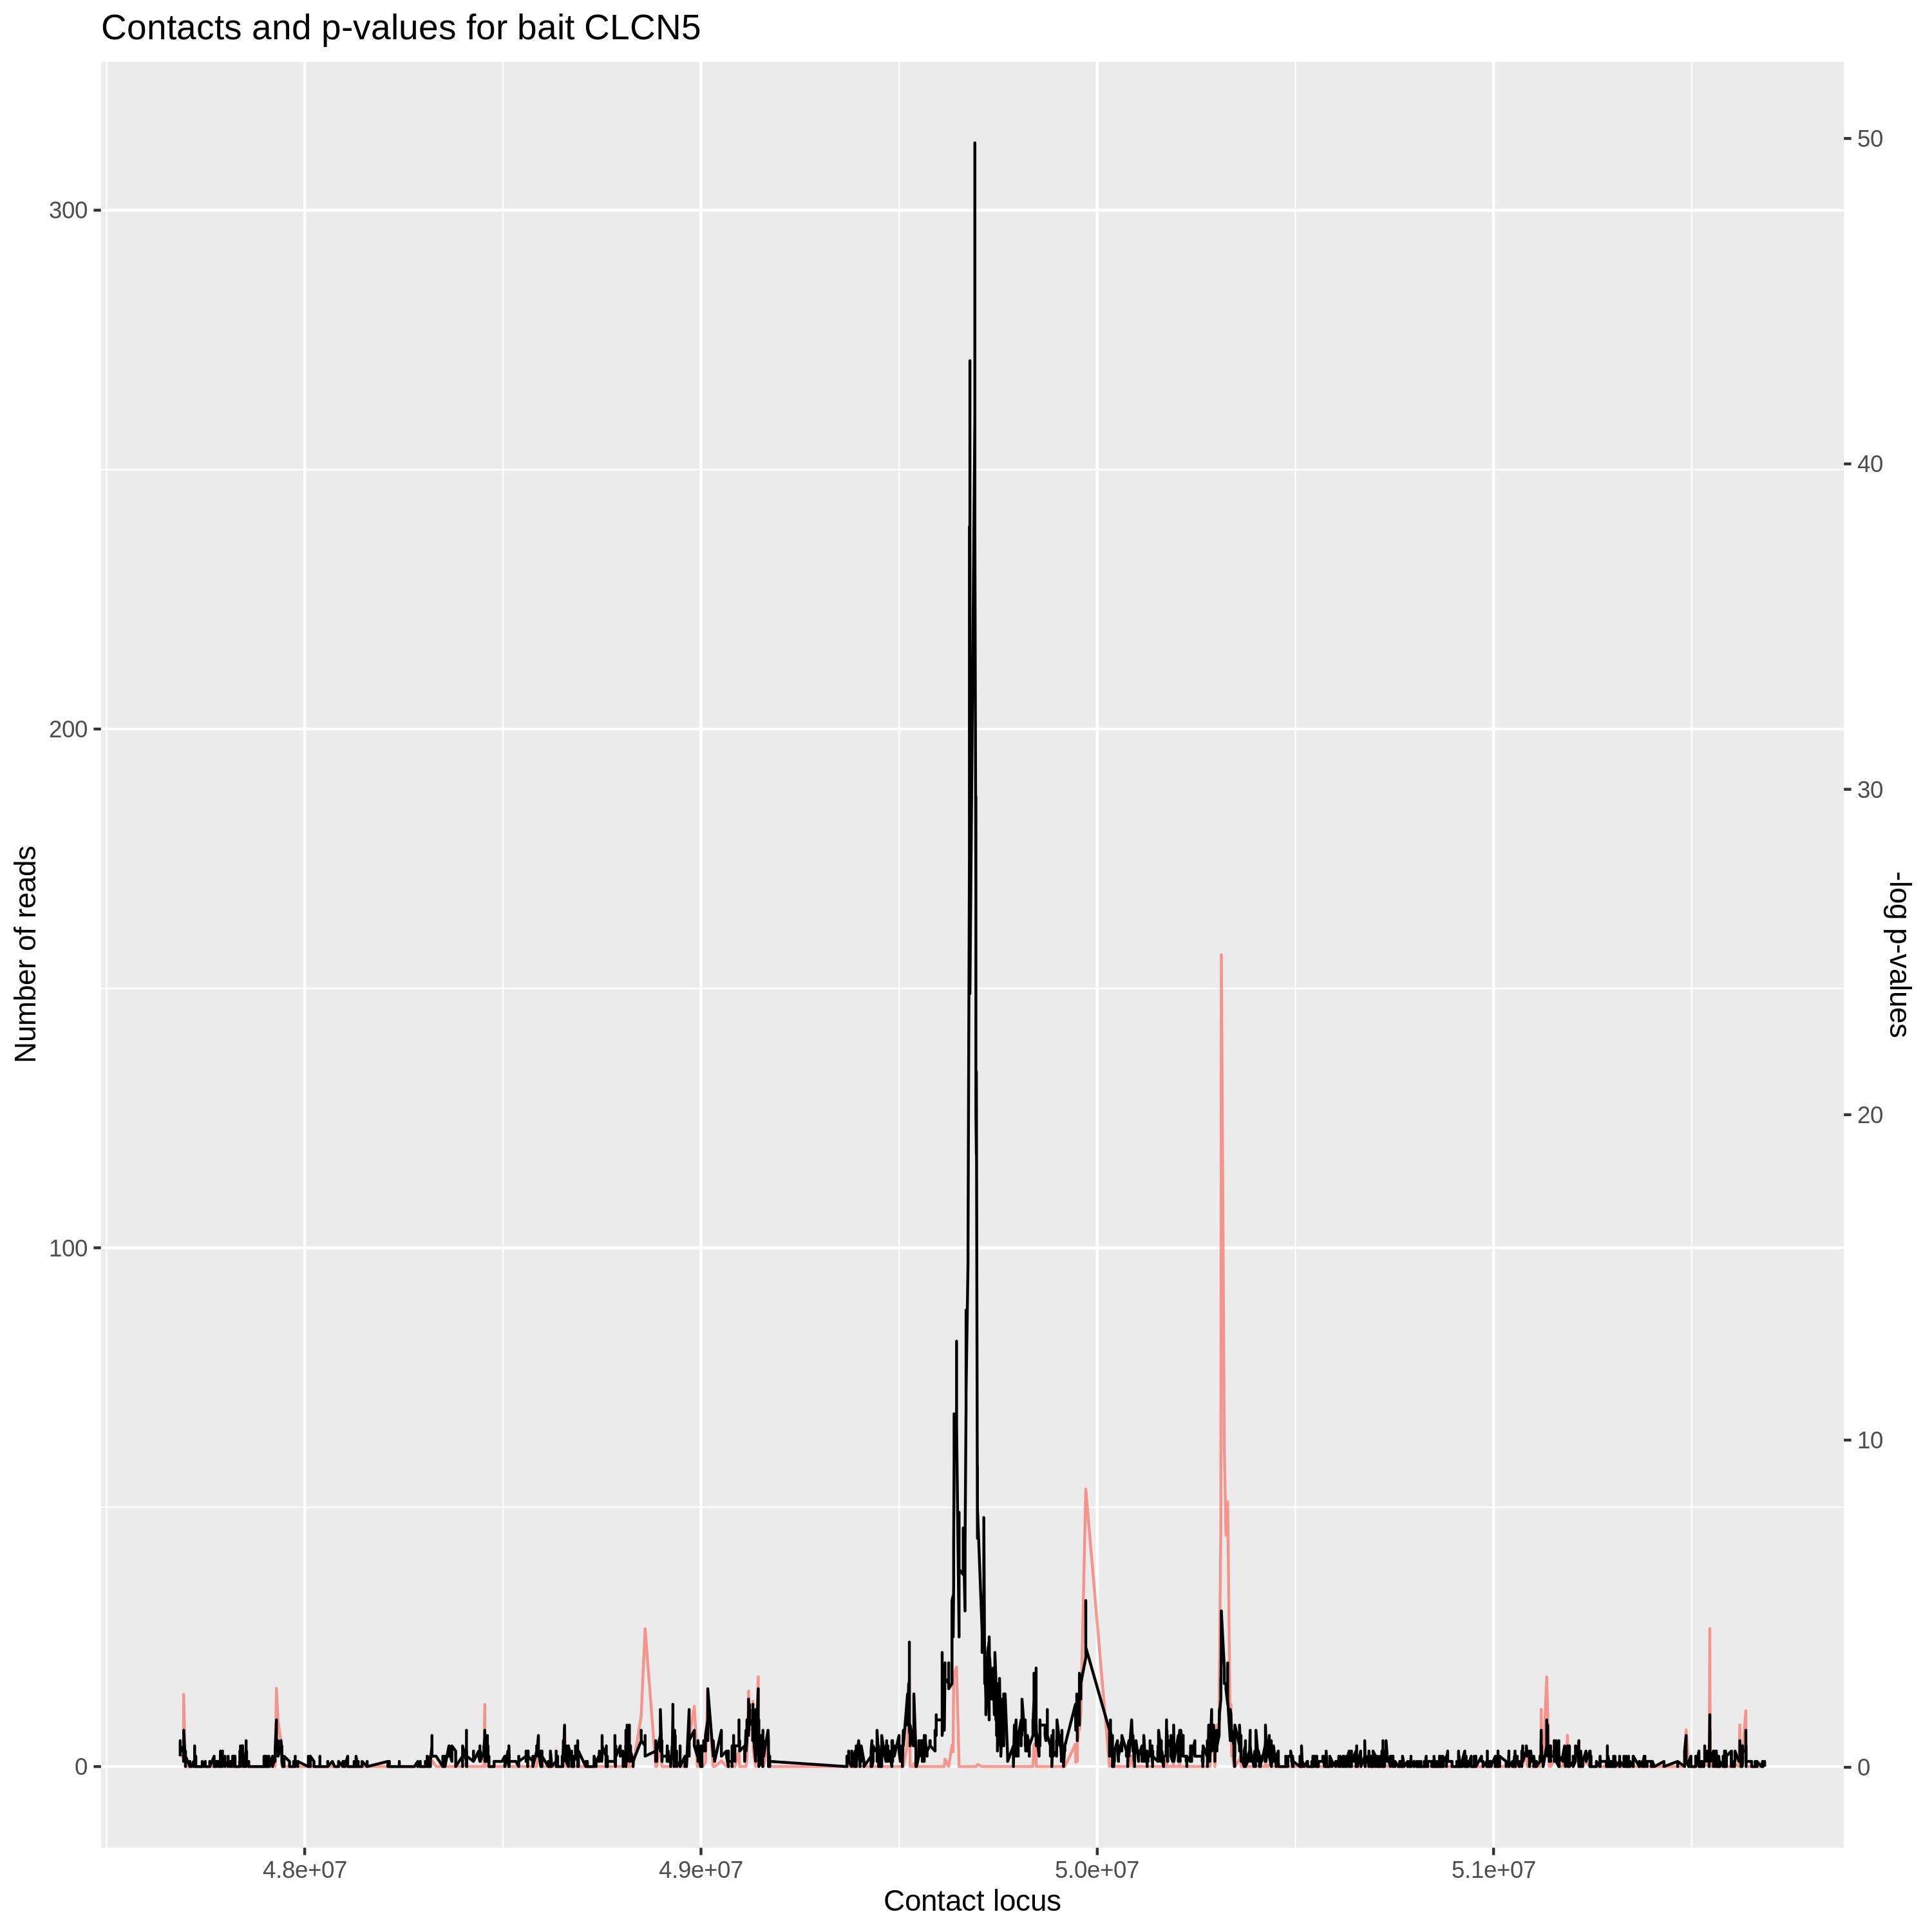 Contacts and p-values for bait CLCN5
300
200
100
0
50
40
30
20
10
0
Number of reads
-log p-values
4.8e+07
4.9e+07
5.0e+07
5.1e+07
Contact locus